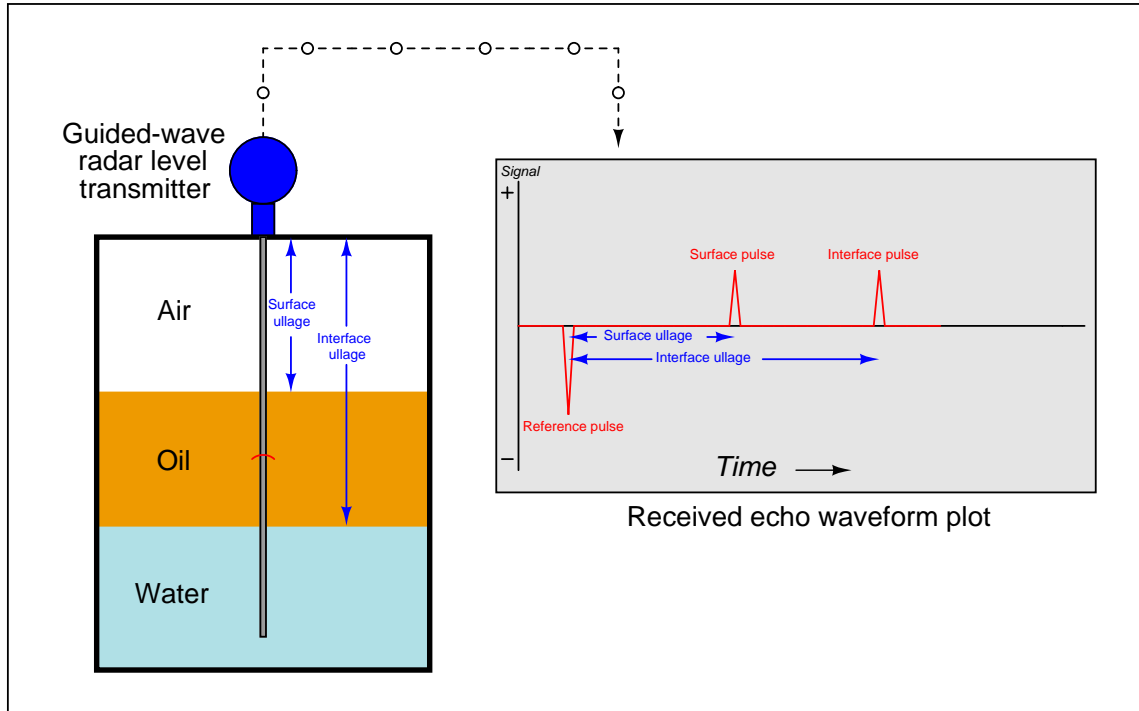 Guided-wave
radar level
transmitter
Air
Surface
ullage
Interface
ullage
Oil
Water
Signal
+
Surface pulse
Interface pulse
Surface ullage
Interface ullage
Reference pulse
−
Time
Received echo waveform plot